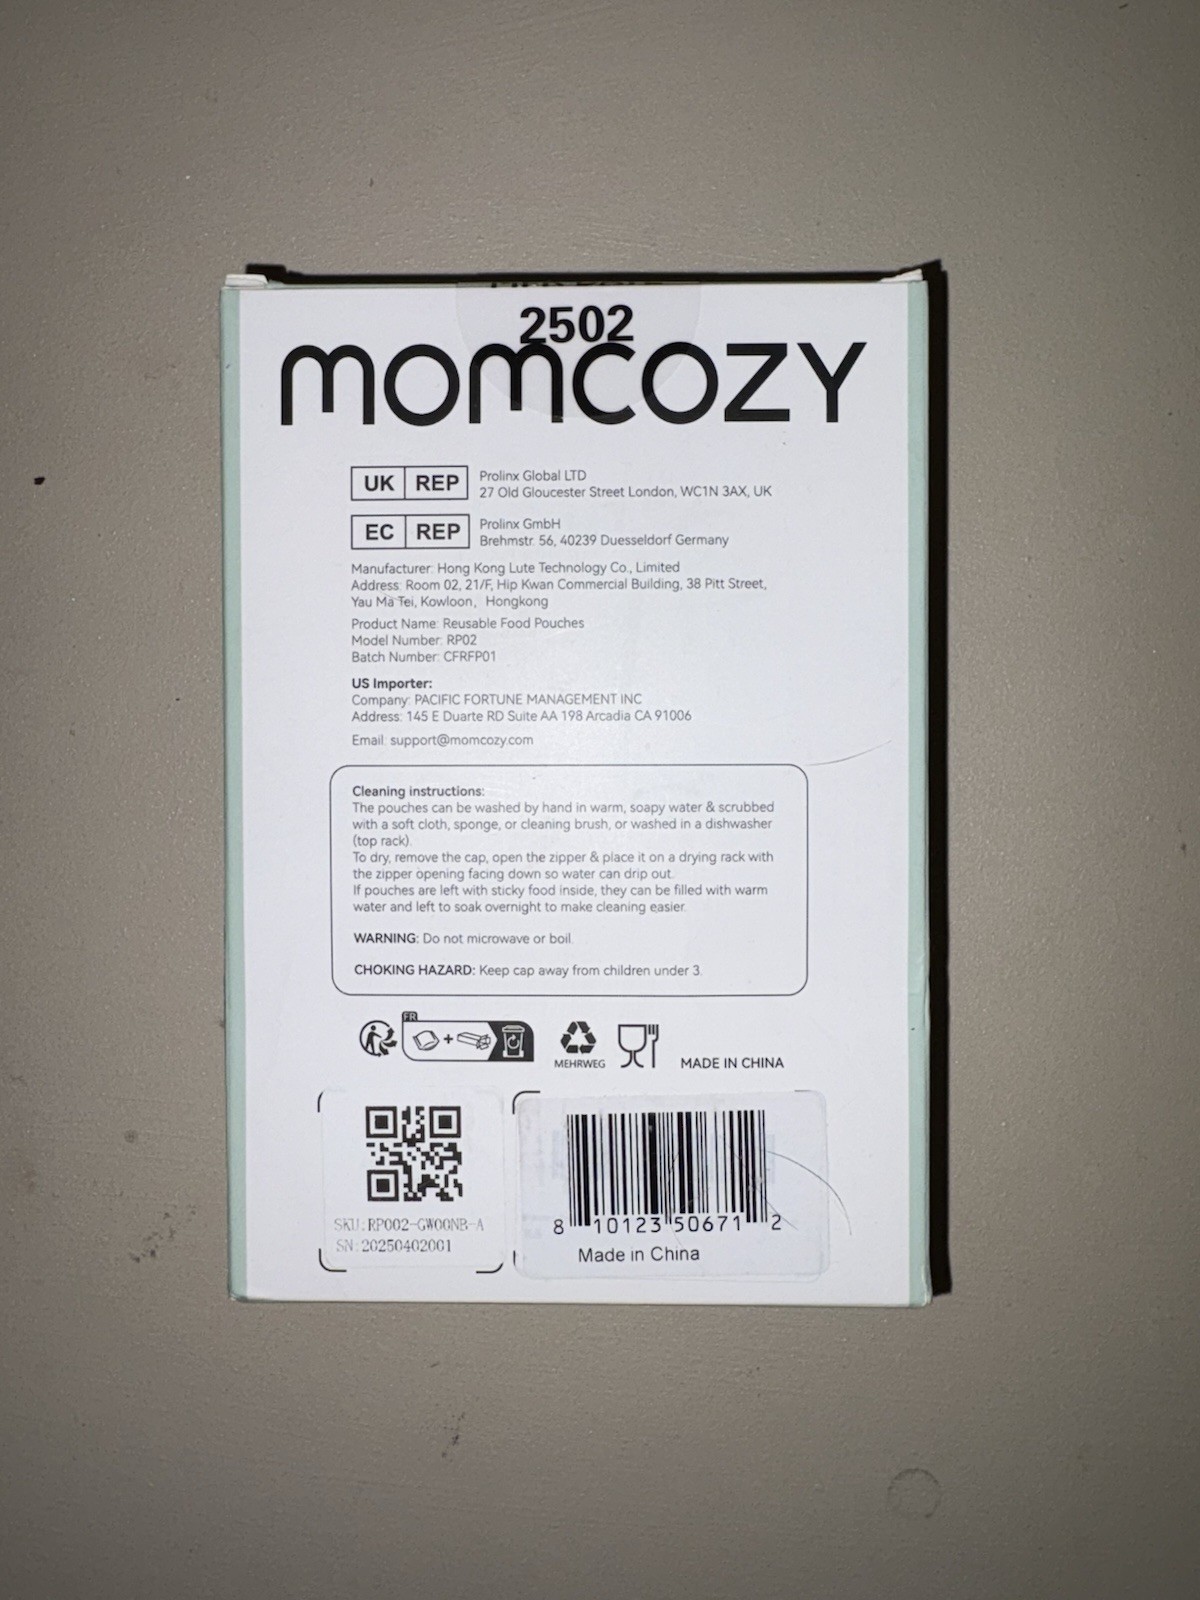 2502
MOMCOZY
UK REP Prolinx Global LTD
27 Old Gloucester Street London, WC1N 3AX, UK
EC REP Prolinx GmbH
Brehmstr. 56, 40239 Duesseldorf Germany
Manufacturer: Hong Kong Lute Technology Co., Limited
Address: Room 02, 21/F, Hip Kwan Commercial Building, 38 Pitt Street,
Yau Ma Tei, Kowloon, Hongkong
Product Name: Reusable Food Pouches
Model Number: RP02
Batch Number: CFRFP01
US Importer:
Company: PACIFIC FORTUNE MANAGEMENT INC
Address: 145 E Duarte RD Suite AA 198 Arcadia CA 91006
Email: support@momcozy.com
Cleaning instructions:
The pouches can be washed by hand in warm, soapy water & scrubbed
with a soft cloth, sponge, or cleaning brush, or washed in a dishwasher
(top rack).
To dry, remove the cap, open the zipper & place it on a drying rack with
the zipper opening facing down so water can drip out.
If pouches are left with sticky food inside, they can be filled with warm
water and left to soak overnight to make cleaning easier.
WARNING: Do not microwave or boil.
CHOKING HAZARD: Keep cap away from children under 3.
FR
MEHRWEG
MADE IN CHINA
SKU:RP002-GW00NB-A
SN:20250402001
8 10123 50671 2
Made in China